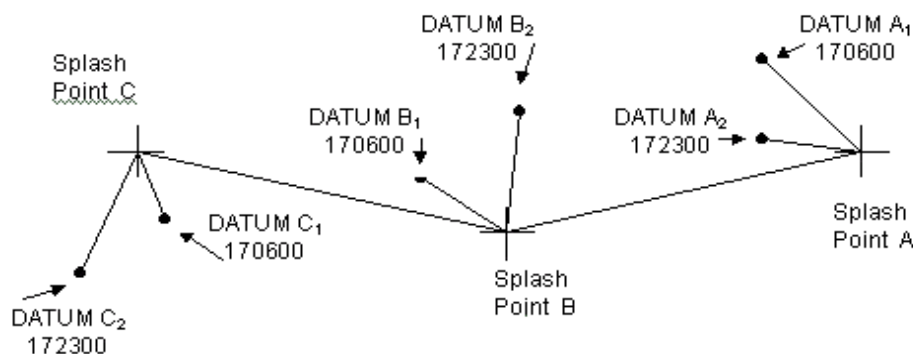 DATUM A₁
170600
DATUM B₂
172300
Splash
Point C
DATUM B₁
170600
DATUM A₂
172300
DATUM C₁
170600
Splash
Point A
Splash
Point B
DATUM C₂
172300